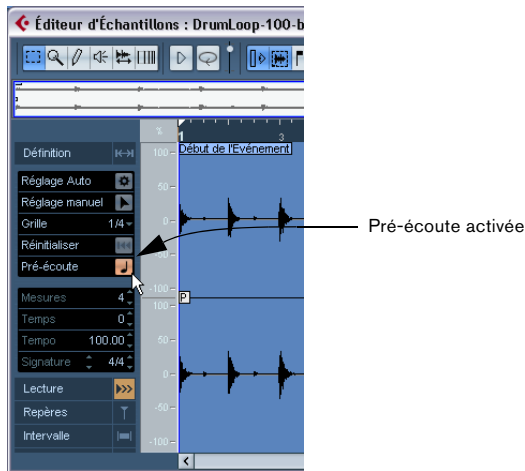 Éditeur d'Échantillons : DrumLoop-100-b
%
1
3
Définition
Début de l'Evénement
Réglage Auto
Réglage manuel
Grille 1/4
Réinitialiser
Pré-écoute
Mesures 4
Temps 0
Tempo 100.00
Signature 4/4
Lecture
Repères
Intervalle
100
50
0
-50
-100
100
P
50
0
-50
-100
Pré-écoute activée